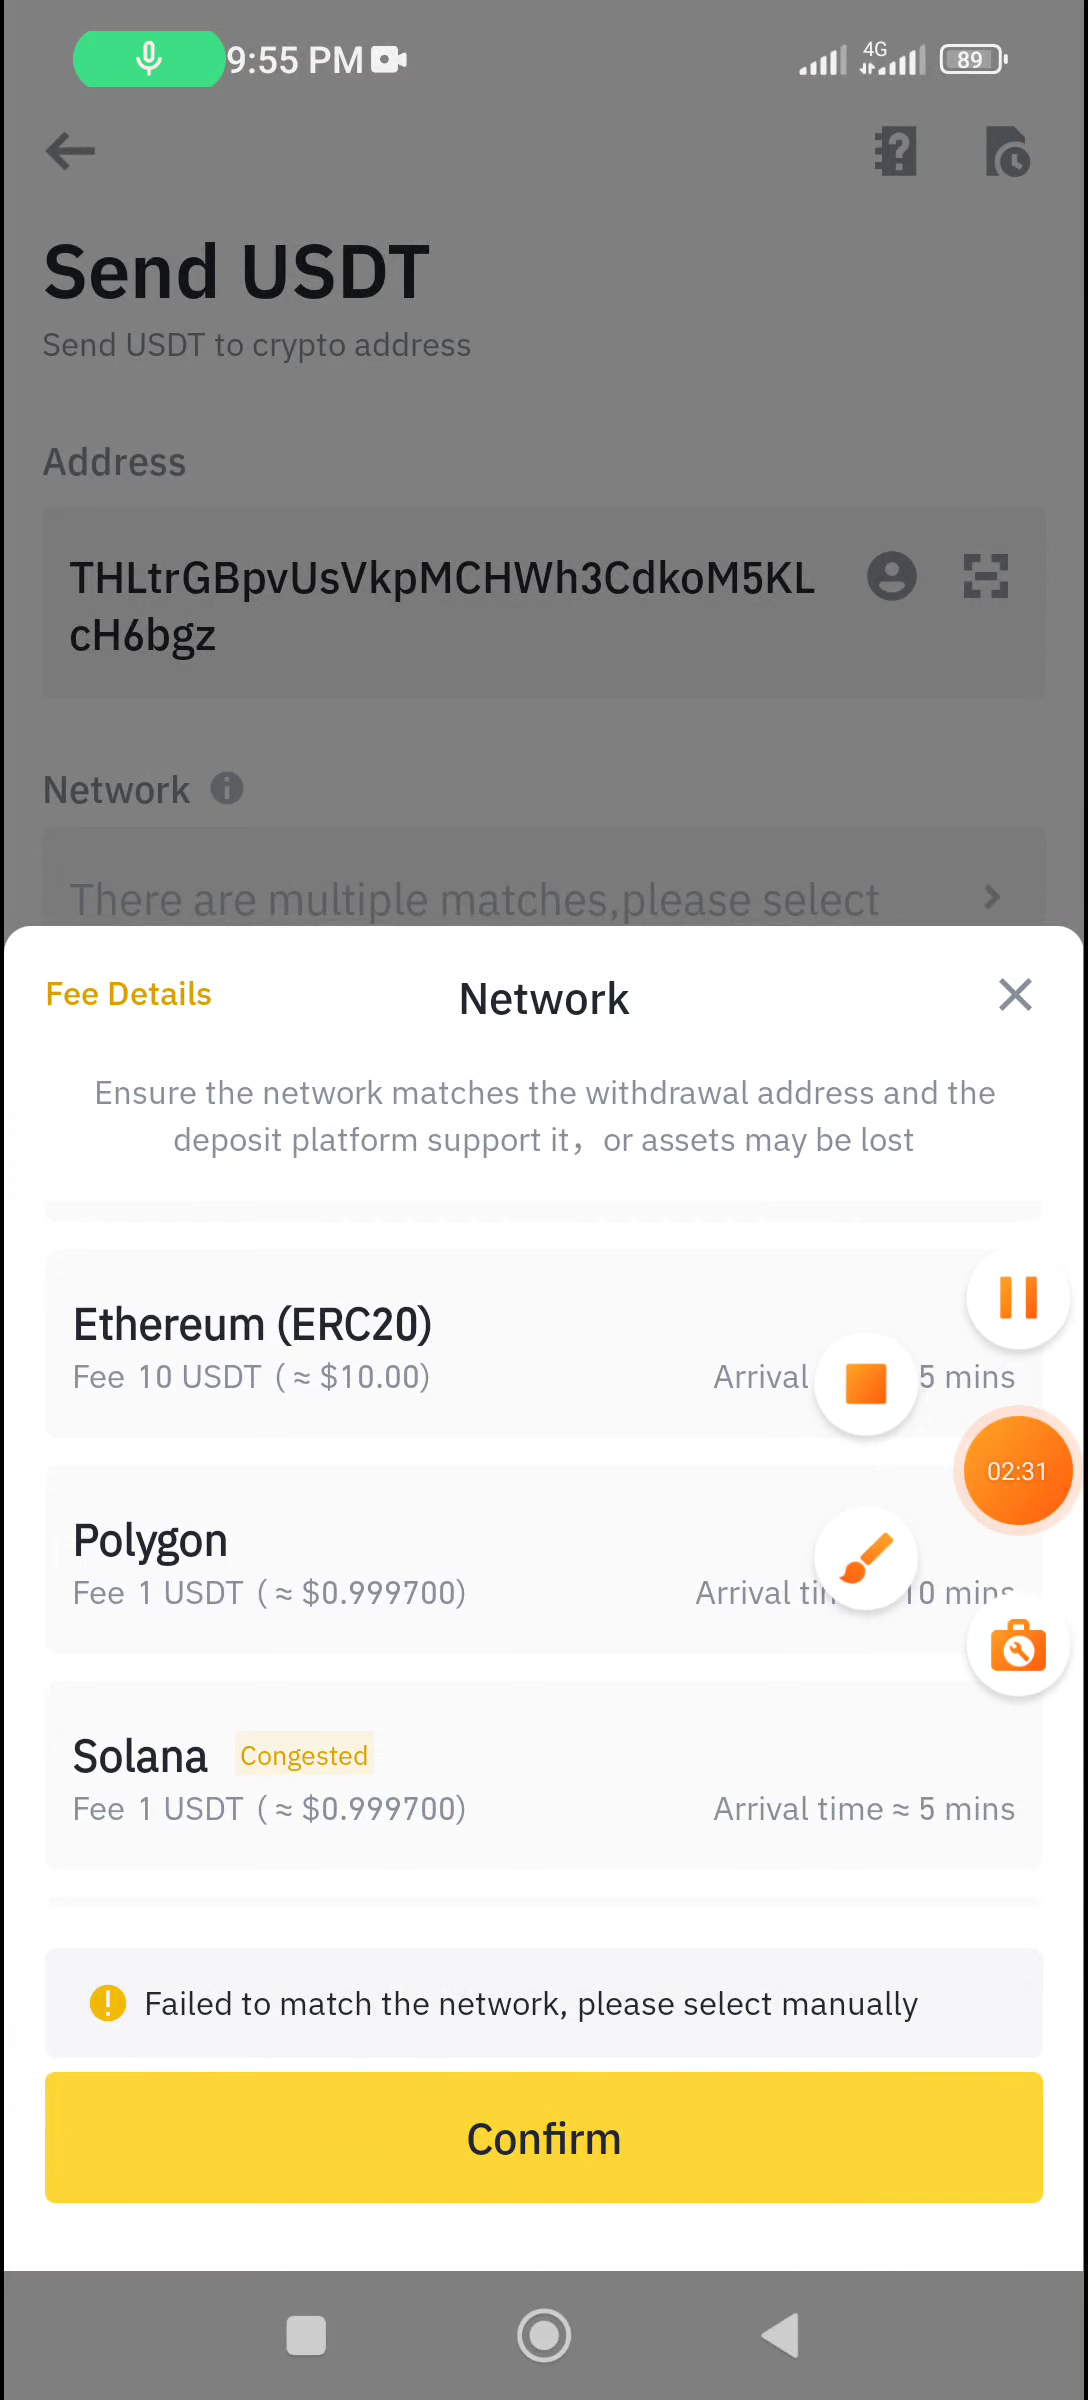 9:55 PM
4G
89
Send USDT
Send USDT to crypto address
Address
THLtrGBpvUsVkpMCHWh3CdkoM5KL
cH6bgz
Network
There are multiple matches,please select
Fee Details
Network
Ensure the network matches the withdrawal address and the
deposit platform support it, or assets may be lost
Ethereum (ERC20)
Fee 10 USDT (≈ $10.00)
Arrival 5 mins
02:31
Polygon
Fee 1 USDT (≈ $0.999700)
Arrival 0 mins
Solana Congested
Fee 1 USDT (≈ $0.999700)
Arrival time ≈ 5 mins
Failed to match the network, please select manually
Confirm